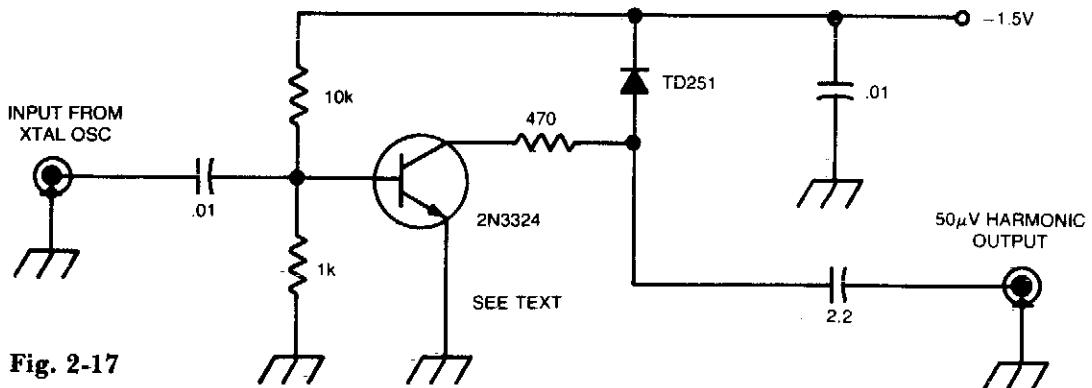 −1.5V
TD251
.01
10k
470
INPUT FROM
XTAL OSC
.01
2N3324
50µV HARMONIC
OUTPUT
1k
SEE TEXT
2.2
Fig. 2-17